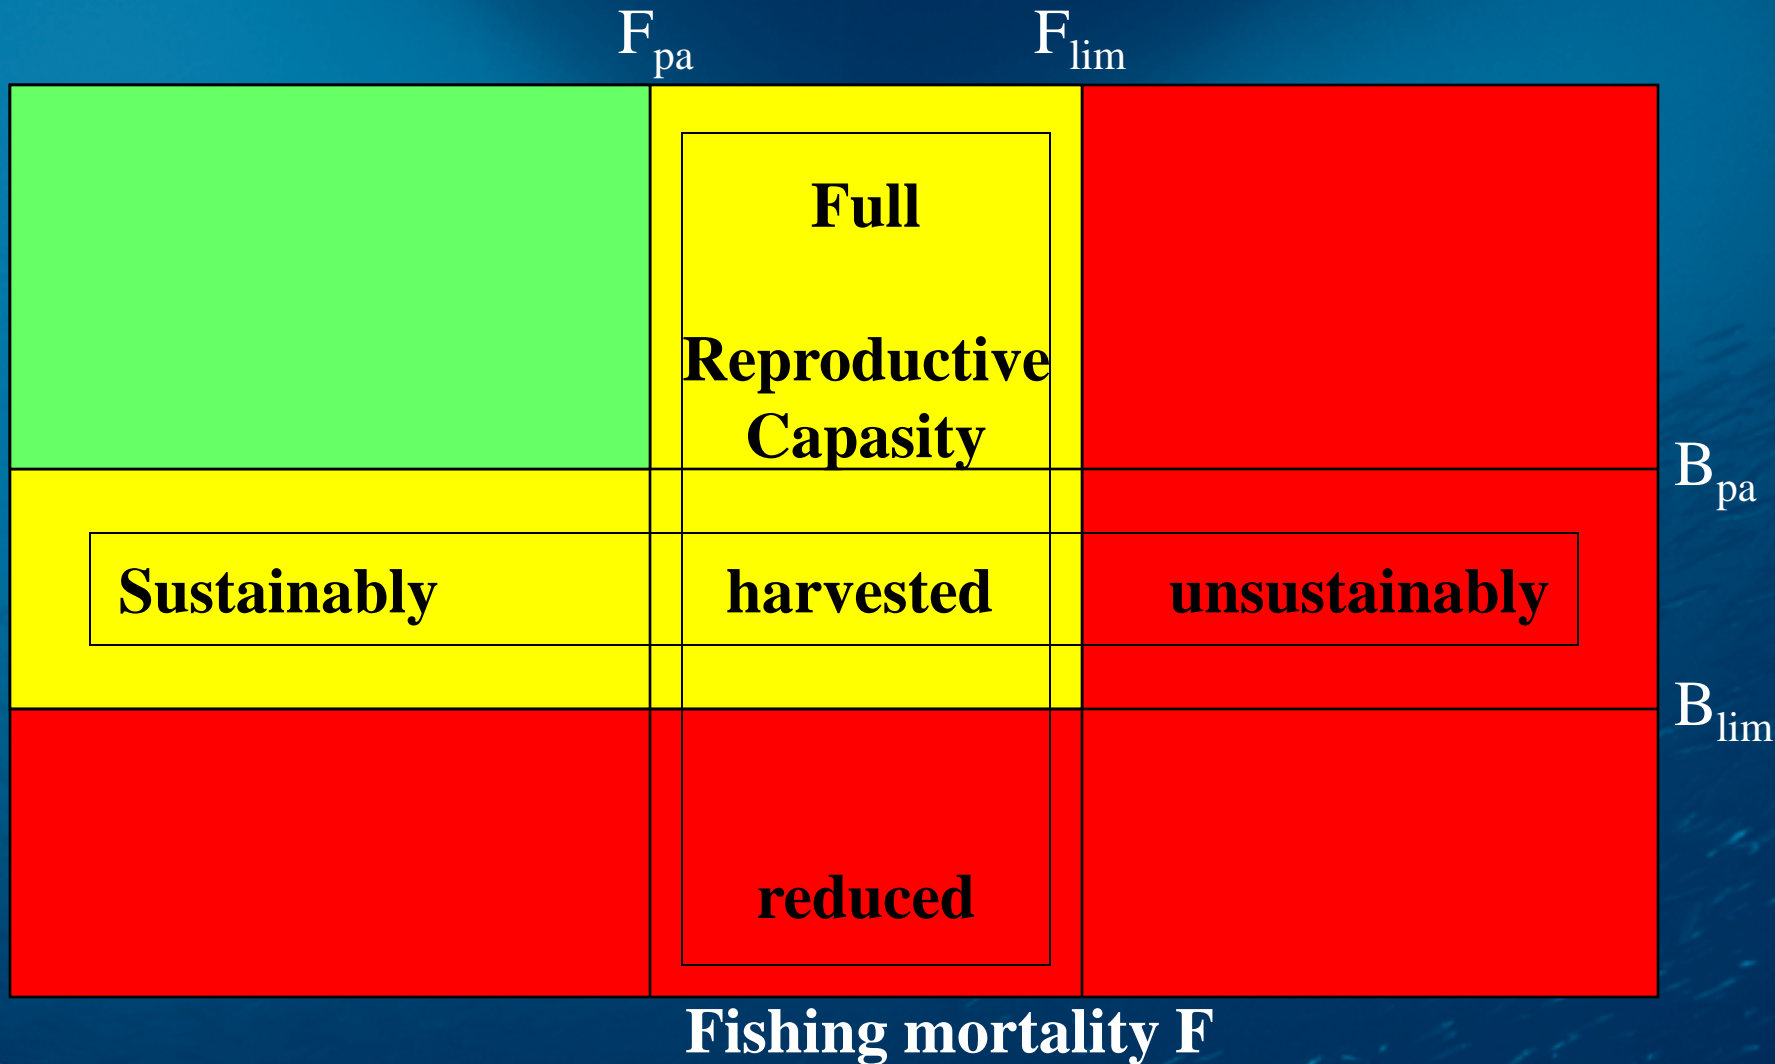 Fpa Flim
Full
Reproductive
Capasity
Bpa
Sustainably harvested unsustainably
Blim
reduced
Fishing mortality F